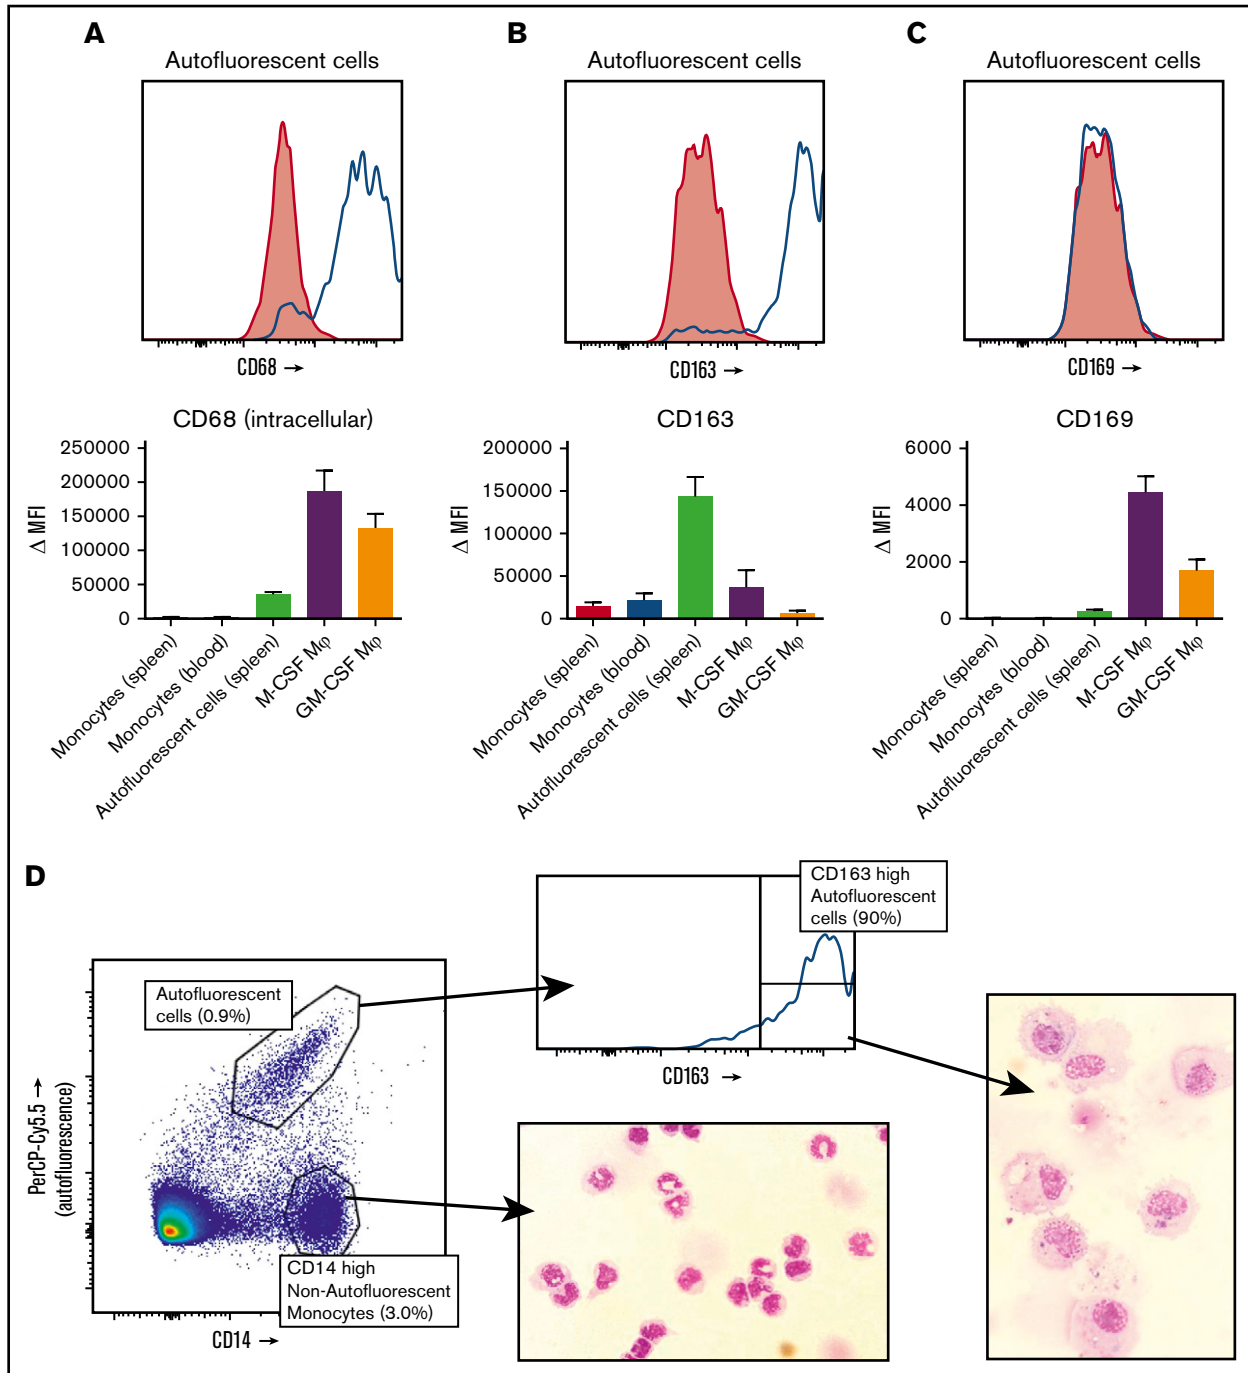 A
Autofluorescent cells
CD68 →
B
Autofluorescent cells
CD163 →
C
Autofluorescent cells
CD169 →
CD68 (intracellular)
250000
200000
150000
100000
50000
0
Δ MFI
Monocytes (spleen)
Monocytes (blood)
Autofluorescent cells (spleen)
M-CSF Mφ
GM-CSF Mφ
CD163
200000
150000
100000
50000
0
Δ MFI
Monocytes (spleen)
Monocytes (blood)
Autofluorescent cells (spleen)
M-CSF Mφ
GM-CSF Mφ
CD169
6000
4000
2000
0
Δ MFI
Monocytes (spleen)
Monocytes (blood)
Autofluorescent cells (spleen)
M-CSF Mφ
GM-CSF Mφ
D
PerCP-Cy5.5 →
(autofluorescence)
Autofluorescent
cells (0.9%)
CD14 high
Non-Autofluorescent
Monocytes (3.0%)
CD14 →
CD163 high
Autofluorescent
cells (90%)
CD163 →